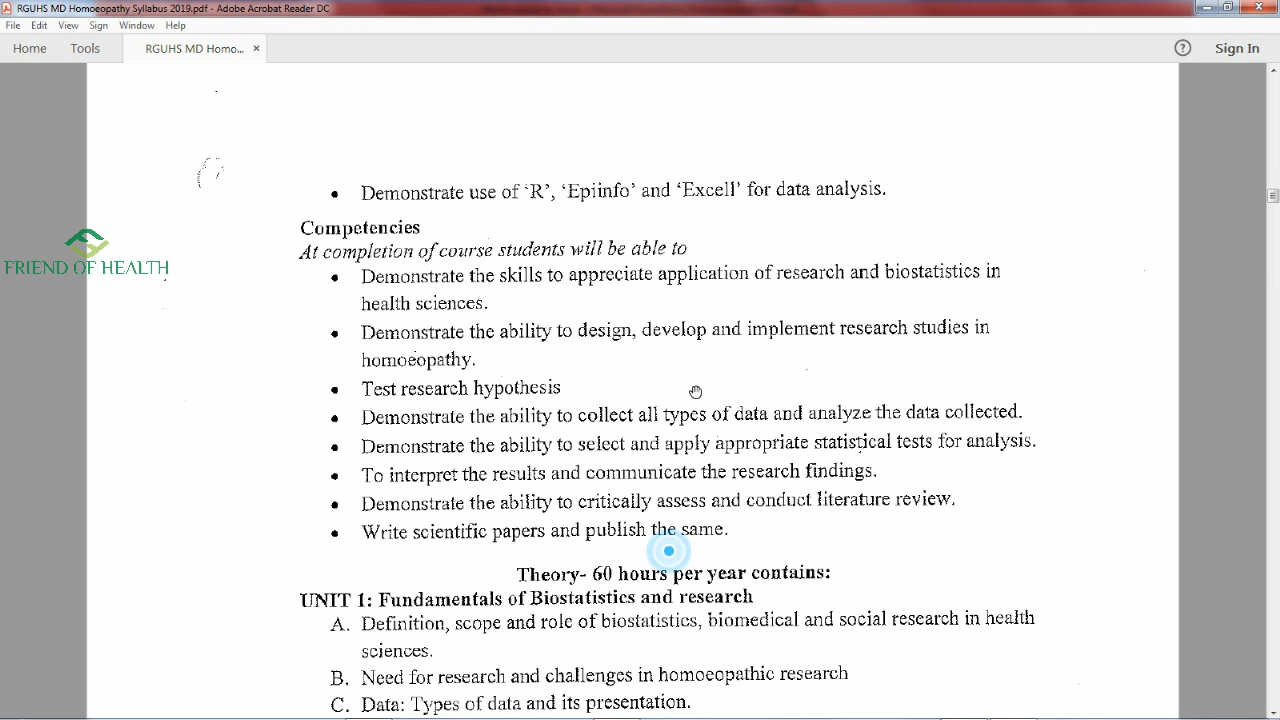 RGUHS MD Homoeopathy Syllabus 2019.pdf - Adobe Acrobat Reader DC
File Edit View Sign Window Help
Home Tools RGUHS MD Homo... × ? Sign In
• Demonstrate use of ‘R’, ‘Epiinfo’ and ‘Excell’ for data analysis.
Competencies
At completion of course students will be able to
FRIEND OF HEALTH
• Demonstrate the skills to appreciate application of research and biostatistics in
health sciences.
• Demonstrate the ability to design, develop and implement research studies in
homoeopathy.
• Test research hypothesis
• Demonstrate the ability to collect all types of data and analyze the data collected.
• Demonstrate the ability to select and apply appropriate statistical tests for analysis.
• To interpret the results and communicate the research findings.
• Demonstrate the ability to critically assess and conduct literature review.
• Write scientific papers and publish the same.
Theory- 60 hours per year contains:
UNIT 1: Fundamentals of Biostatistics and research
A. Definition, scope and role of biostatistics, biomedical and social research in health
sciences.
B. Need for research and challenges in homoeopathic research
C. Data: Types of data and its presentation.